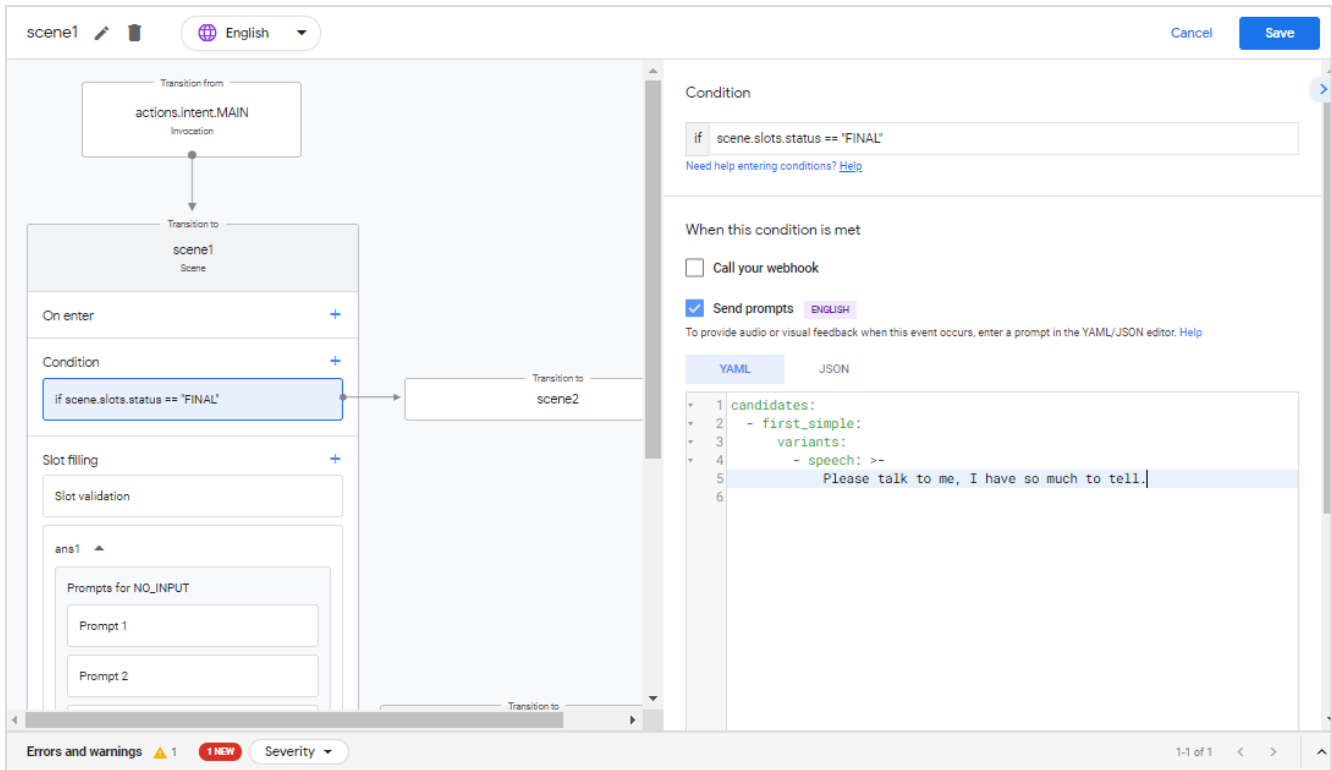 scene1
English
Cancel
Save
Transition from
actions.intent.MAIN
Invocation
Transition to
scene1
Scene
On enter
+
Condition
+
if scene.slots.status == "FINAL"
Transition to
scene2
Slot filling
+
Slot validation
ans1
Prompts for NO_INPUT
Prompt 1
Prompt 2
Transition to
Condition
if scene.slots.status == "FINAL"
Need help entering conditions? Help
When this condition is met
Call your webhook
Send prompts ENGLISH
To provide audio or visual feedback when this event occurs, enter a prompt in the YAML/JSON editor. Help
YAML JSON
1 candidates:
2 - first_simple:
3 variants:
4 - speech: >-
5 Please talk to me, I have so much to tell.
6
Errors and warnings 1 1 NEW Severity 1-1 of 1 < >